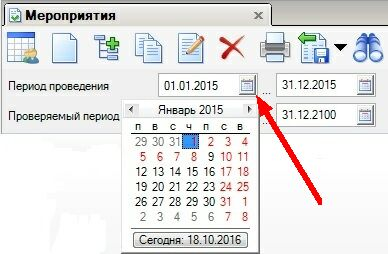 Мероприятия
Период проведения 01.01.2015 ... 31.12.2015
Проверяемый период ... 31.12.2100
Январь 2015
п в с ч п с в
29 30 31 1 2 3 4
5 6 7 8 9 10 11
12 13 14 15 16 17 18
19 20 21 22 23 24 25
26 27 28 29 30 31 1
2 3 4 5 6 7 8
Сегодня: 18.10.2016